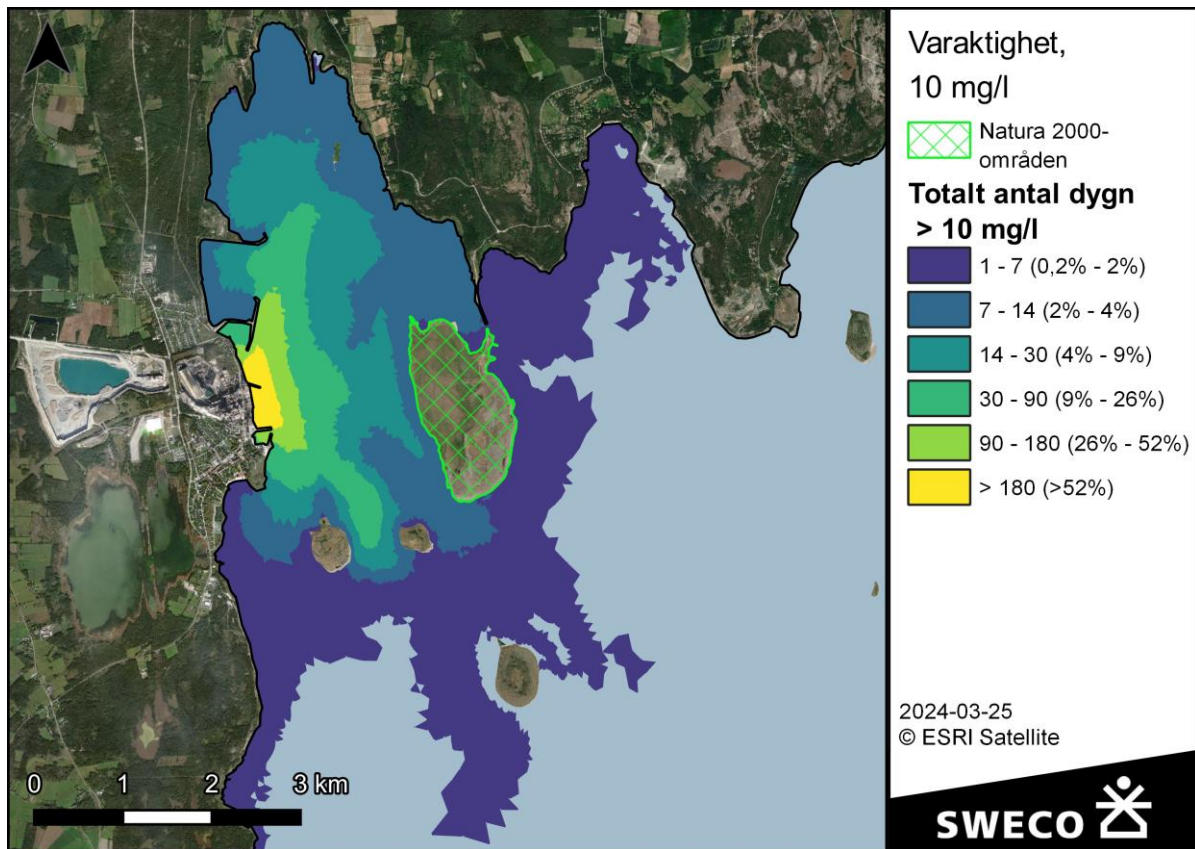 Varaktighet,
10 mg/l
Natura 2000-
områden
Totalt antal dygn
> 10 mg/l
1 - 7 (0,2% - 2%)
7 - 14 (2% - 4%)
14 - 30 (4% - 9%)
30 - 90 (9% - 26%)
90 - 180 (26% - 52%)
> 180 (>52%)
2024-03-25
© ESRI Satellite
SWECO
0 1 2 3 km